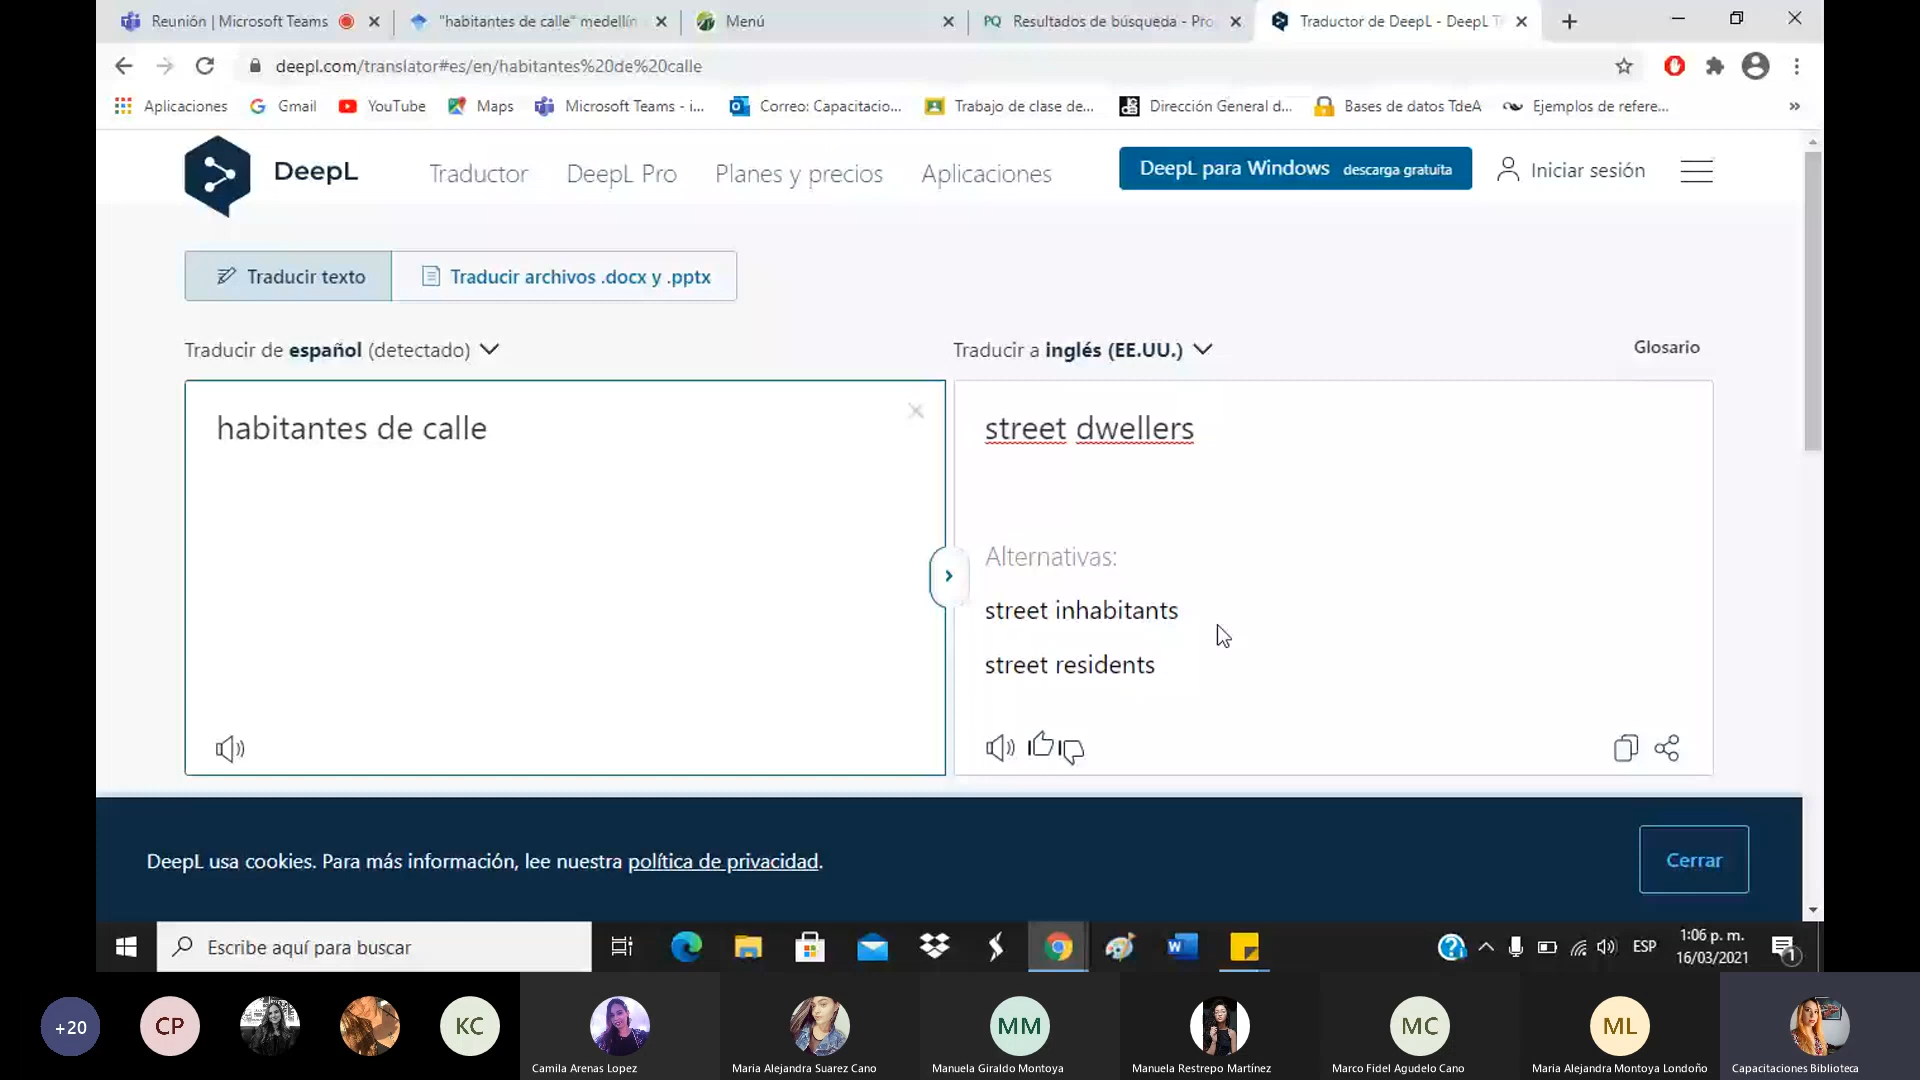 Reunión | Microsoft Teams
"habitantes de calle" medellín
Menú
PQ Resultados de búsqueda - Pro
Traductor de DeepL - DeepL T
deepl.com/translator#es/en/habitantes%20de%20calle
Aplicaciones
Gmail
YouTube
Maps
Microsoft Teams - i...
Correo: Capacitacio...
Trabajo de clase de...
Dirección General d...
Bases de datos TdeA
Ejemplos de refere...
»
DeepL
Traductor
DeepL Pro
Planes y precios
Aplicaciones
DeepL para Windows descarga gratuita
Iniciar sesión
Traducir texto
Traducir archivos .docx y .pptx
Traducir de español (detectado)
Traducir a inglés (EE.UU.)
Glosario
habitantes de calle
street dwellers
Alternativas:
street inhabitants
street residents
DeepL usa cookies. Para más información, lee nuestra política de privacidad.
Cerrar
Escribe aquí para buscar
ESP
1:06 p. m.
16/03/2021
1
+20
CP
KC
MM
MC
ML
Camila Arenas Lopez
Maria Alejandra Suarez Cano
Manuela Giraldo Montoya
Manuela Restrepo Martínez
Marco Fidel Agudelo Cano
Maria Alejandra Montoya Londoño
Capacitaciones Biblioteca